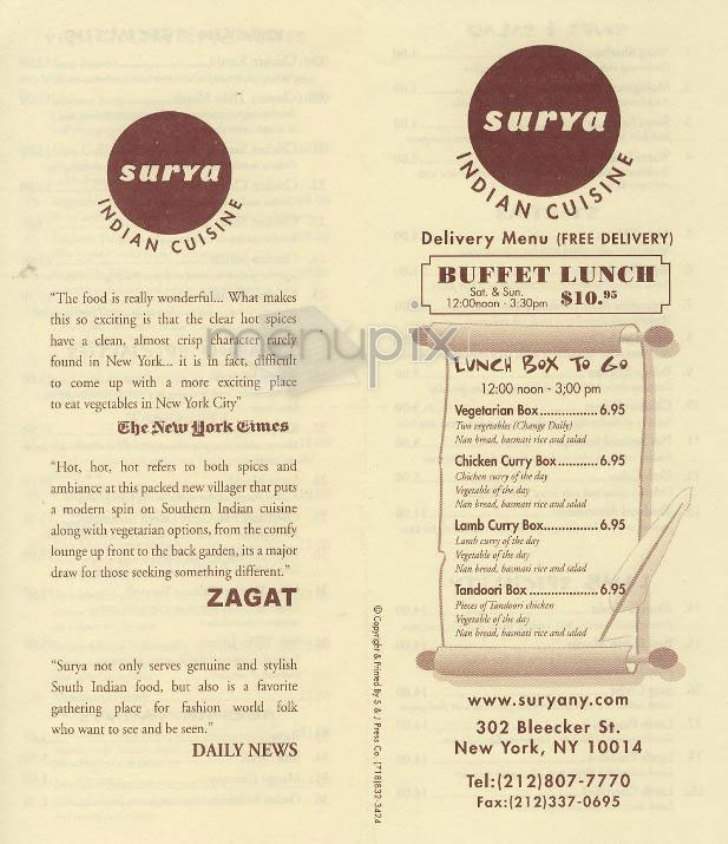 surya
INDIAN CUISINE
"The food is really wonderful... What makes
this so exciting is that the clear hot spices
have a clean, almost crisp character rarely
found in New York... it is in fact, difficult
to come up with a more exciting place
to eat vegetables in New York City"
The New York Times
"Hot, hot, hot refers to both spices and
ambiance at this packed new villager that puts
a modern spin on Southern Indian cuisine
along with vegetarian options, from the comfy
lounge up front to the back garden, its a major
draw for those seeking something different."
ZAGAT
"Surya not only serves genuine and stylish
South Indian food, but also is a favorite
gathering place for fashion world folk
who want to see and be seen."
DAILY NEWS
© Copyright & Printed by S & J Press Co. (718)832-3424
surya
INDIAN CUISINE
Delivery Menu (FREE DELIVERY)
BUFFET LUNCH
Sat. & Sun.
12:00noon - 3:30pm $10.95
menupix
LUNCH BOX TO GO
12:00 noon - 3;00 pm
Vegetarian Box.............. 6.95
Two vegetables (Change Daily)
Nan bread, basmati rice and salad
Chicken Curry Box........... 6.95
Chicken curry of the day
Vegetable of the day
Nan bread, basmati rice and salad
Lamb Curry Box............... 6.95
Lamb curry of the day
Vegetable of the day
Nan bread, basmati rice and salad
Tandoori Box .................. 6.95
Pieces of Tandoori chicken
Vegetable of the day
Nan bread, basmati rice and salad
www.suryany.com
302 Bleecker St.
New York, NY 10014
Tel:(212)807-7770
Fax:(212)337-0695